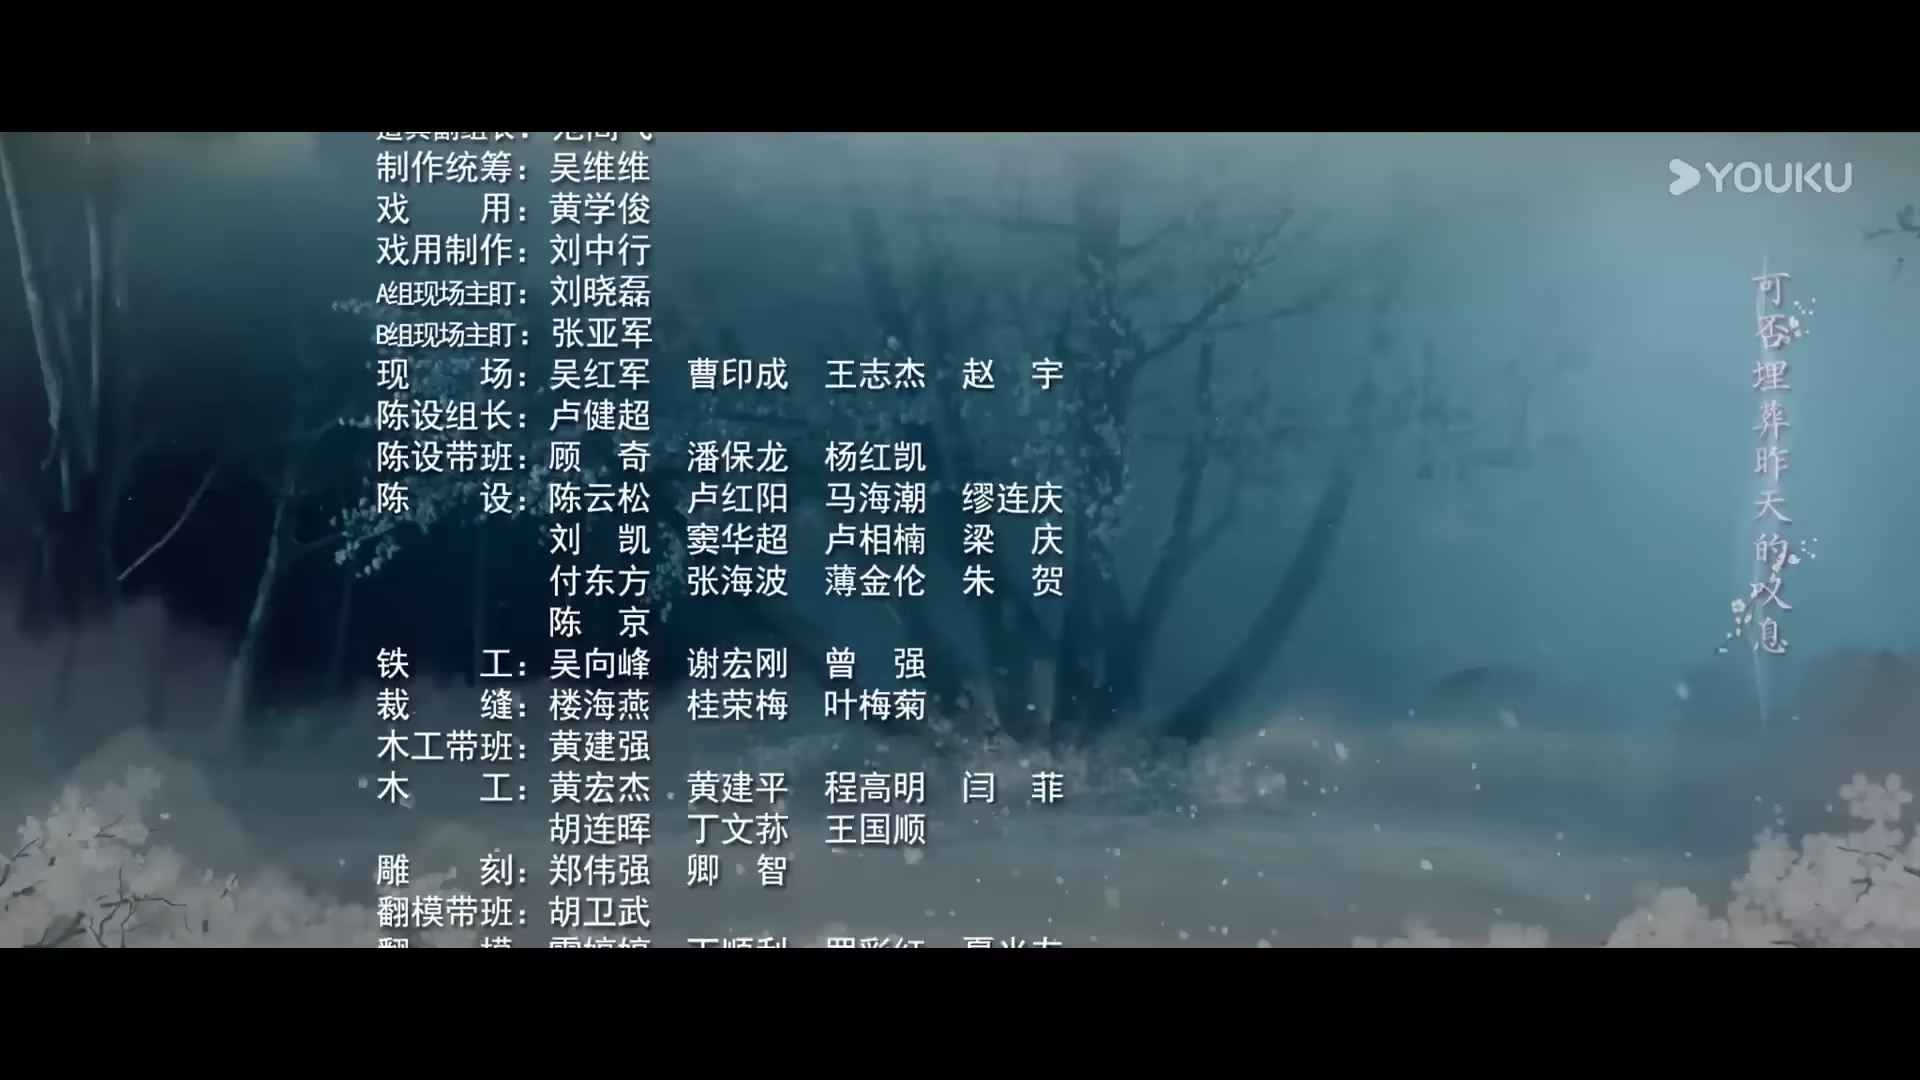 制作统筹：吴维维
戏用：黄学俊
戏用制作：刘中行
A组现场主盯：刘晓磊
B组现场主盯：张亚军
现场：吴红军 曹印成 王志杰 赵宇
陈设组长：卢健超
陈设带班：顾奇 潘保龙 杨红凯
陈设：陈云松 卢红阳 马海潮 缪连庆
刘凯 窦华超 卢相楠 梁庆
付东方 张海波 薄金伦 朱贺
陈京
铁工：吴向峰 谢宏刚 曾强
裁缝：楼海燕 桂荣梅 叶梅菊
木工带班：黄建强
木工：黄宏杰 黄建平 程高明 闫菲
胡连晖 丁文荪 王国顺
雕刻：郑伟强 卿智
翻模带班：胡卫武
YOUKU
可否埋葬昨天的叹息